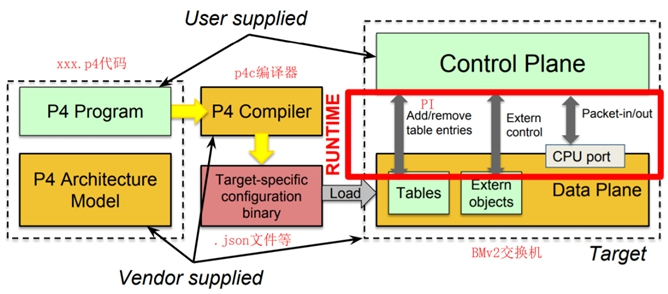 User supplied
xxx.p4代码
p4c编译器
P4 Program
P4 Compiler
P4 Architecture
Model
Target-specific
configuration
binary
.json文件等
Vendor supplied
Load
RUNTIME
Control Plane
PI
Add/remove
table entries
Extern
control
Packet-in/out
CPU port
Tables
Extern
objects
Data Plane
BMv2交换机
Target